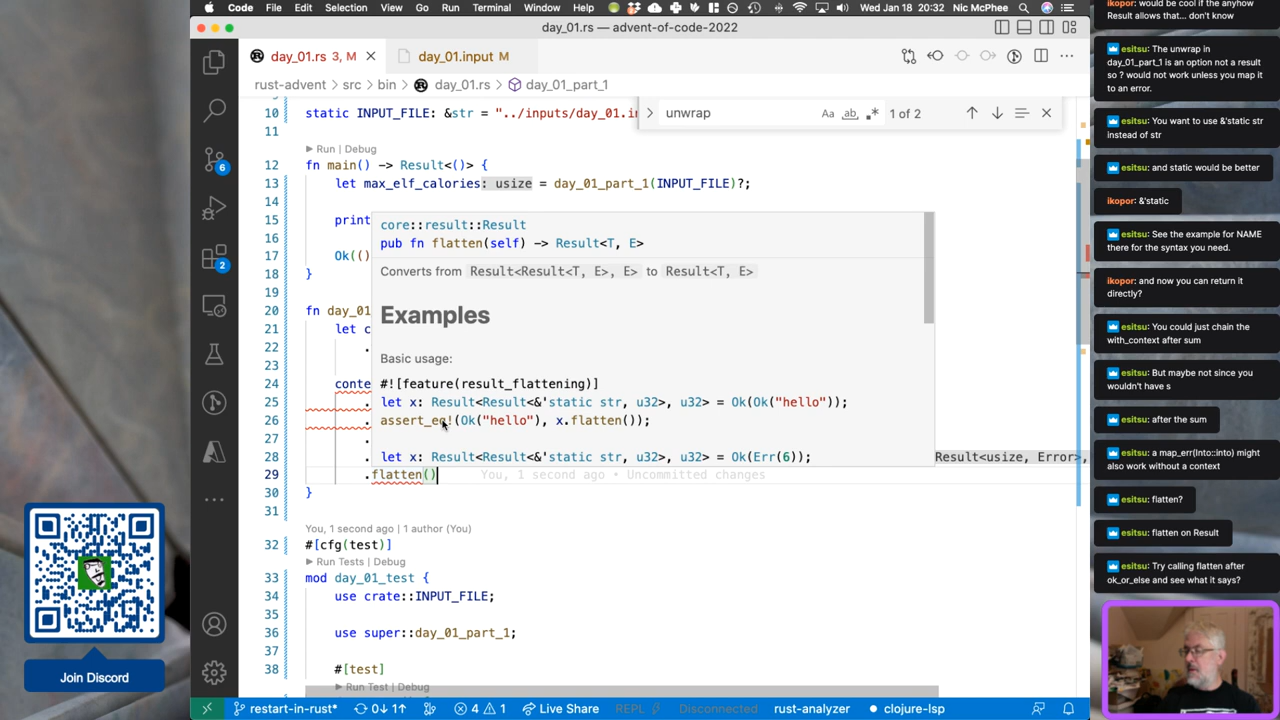 Code File Edit Selection View Go Run Terminal Window Help Wed Jan 18 20:32 Nic McPhee
day_01.rs — advent-of-code-2022
day_01.rs 3, M
day_01.input M
rust-advent > src > bin > day_01.rs > day_01_part_1
unwrap
Aa ab 1 of 2
10 static INPUT_FILE: &str = "../inputs/day_01.in
11
Run | Debug
12 fn main() -> Result<()> {
13 let max_elf_calories: usize = day_01_part_1(INPUT_FILE)?;
14
15 print
16
17 Ok(()
18 }
19
20 fn day_01
21 let c
22 .
23
24 conte
25 .
26 .
27 .
28 . Result<usize, Error>,
29 .flatten() You, 1 second ago • Uncommitted changes
30 }
31
core::result::Result
pub fn flatten(self) -> Result<T, E>
Converts from Result<Result<T, E>, E> to Result<T, E>
Examples
Basic usage:
#![feature(result_flattening)]
let x: Result<Result<&'static str, u32>, u32> = Ok(Ok("hello"));
assert_eq!(Ok("hello"), x.flatten());
let x: Result<Result<&'static str, u32>, u32> = Ok(Err(6));
You, 1 second ago | 1 author (You)
32 #[cfg(test)]
Run Tests | Debug
33 mod day_01_test {
34 use crate::INPUT_FILE;
35
36 use super::day_01_part_1;
37
38 #[test]
Run Test | Debug
6
2
Join Discord
restart-in-rust* 0↓ 1↑ 4 1 Live Share REPL Disconnected rust-analyzer clojure-lsp
ikopor: would be cool if the anyhow
Result allows that... don't know
esitsu: The unwrap in
day_01_part_1 is an option not a result
so ? would not work unless you map it
to an error.
esitsu: You want to use &'static str
instead of str
esitsu: and static would be better
ikopor: &'static
esitsu: See the example for NAME
there for the syntax you need.
ikopor: and now you can return it
directly?
esitsu: You could just chain the
with_context after sum
esitsu: But maybe not since you
wouldn't have s
esitsu: after the sum
esitsu: a map_err(Into::into) might
also work without a context
esitsu: flatten?
esitsu: flatten on Result
esitsu: Try calling flatten after
ok_or_else and see what it says?